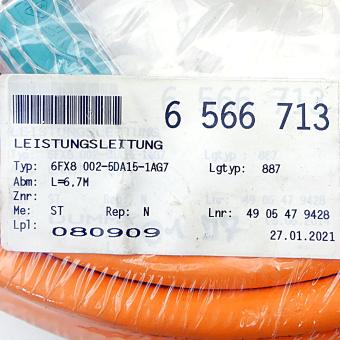 6 566 713
LEISTUNGSLEITUNG
Typ: 6FX8 002-5DA15-1AG7 Lgtyp: 887
Abm: L=6,7M
Znr:
Me: ST Rep: N Lnr: 49 05 47 9428
Lpl: 080909 27.01.2021